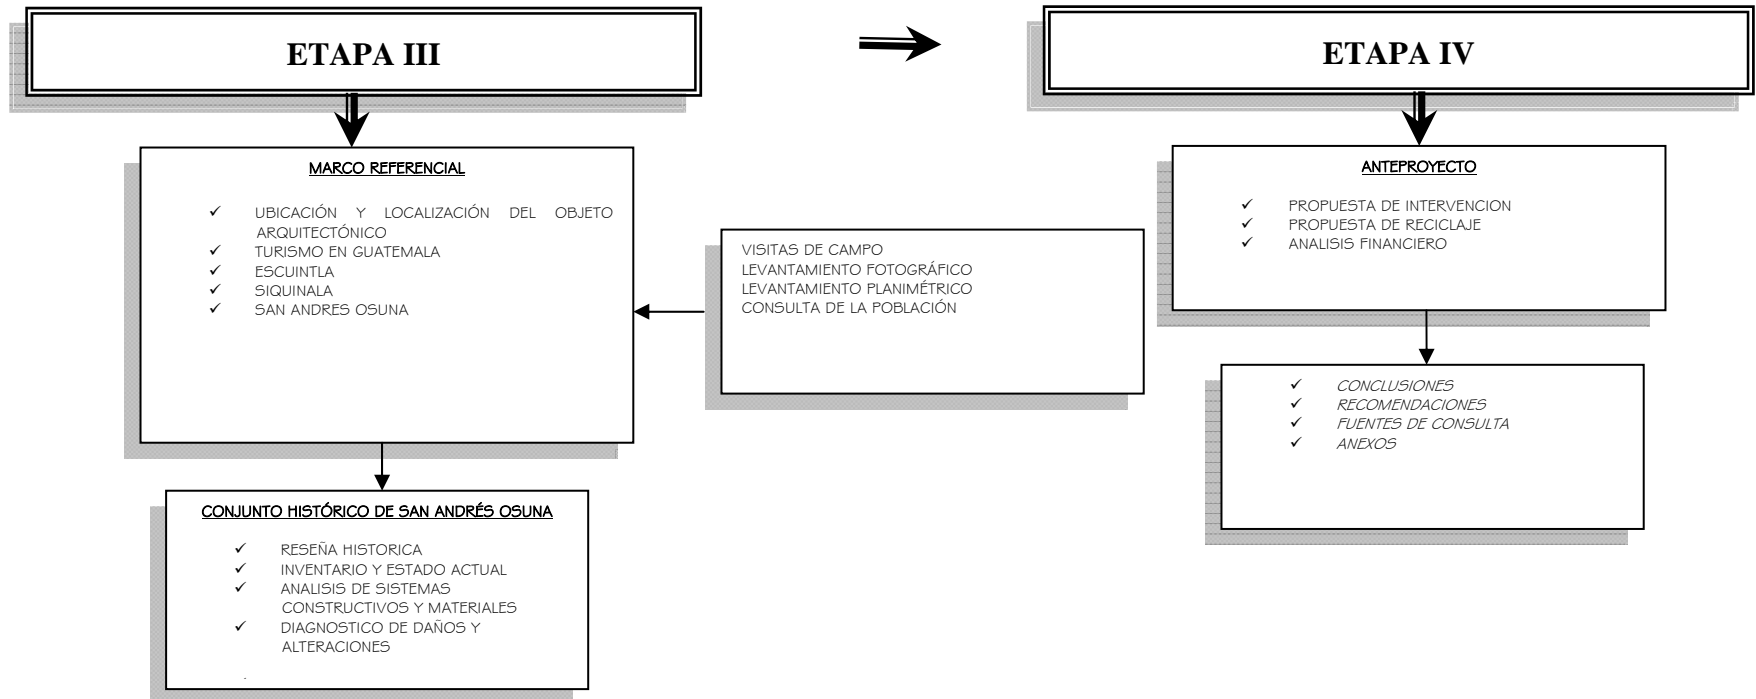 ETAPA III
ETAPA IV
MARCO REFERENCIAL
✓ UBICACIÓN Y LOCALIZACIÓN DEL OBJETO
ARQUITECTÓNICO
✓ TURISMO EN GUATEMALA
✓ ESCUINTLA
✓ SIQUINALA
✓ SAN ANDRES OSUNA
VISITAS DE CAMPO
LEVANTAMIENTO FOTOGRÁFICO
LEVANTAMIENTO PLANIMÉTRICO
CONSULTA DE LA POBLACIÓN
CONJUNTO HISTÓRICO DE SAN ANDRÉS OSUNA
✓ RESEÑA HISTORICA
✓ INVENTARIO Y ESTADO ACTUAL
✓ ANALISIS DE SISTEMAS
CONSTRUCTIVOS Y MATERIALES
✓ DIAGNOSTICO DE DAÑOS Y
ALTERACIONES
.
ANTEPROYECTO
✓ PROPUESTA DE INTERVENCION
✓ PROPUESTA DE RECICLAJE
✓ ANALISIS FINANCIERO
✓ CONCLUSIONES
✓ RECOMENDACIONES
✓ FUENTES DE CONSULTA
✓ ANEXOS